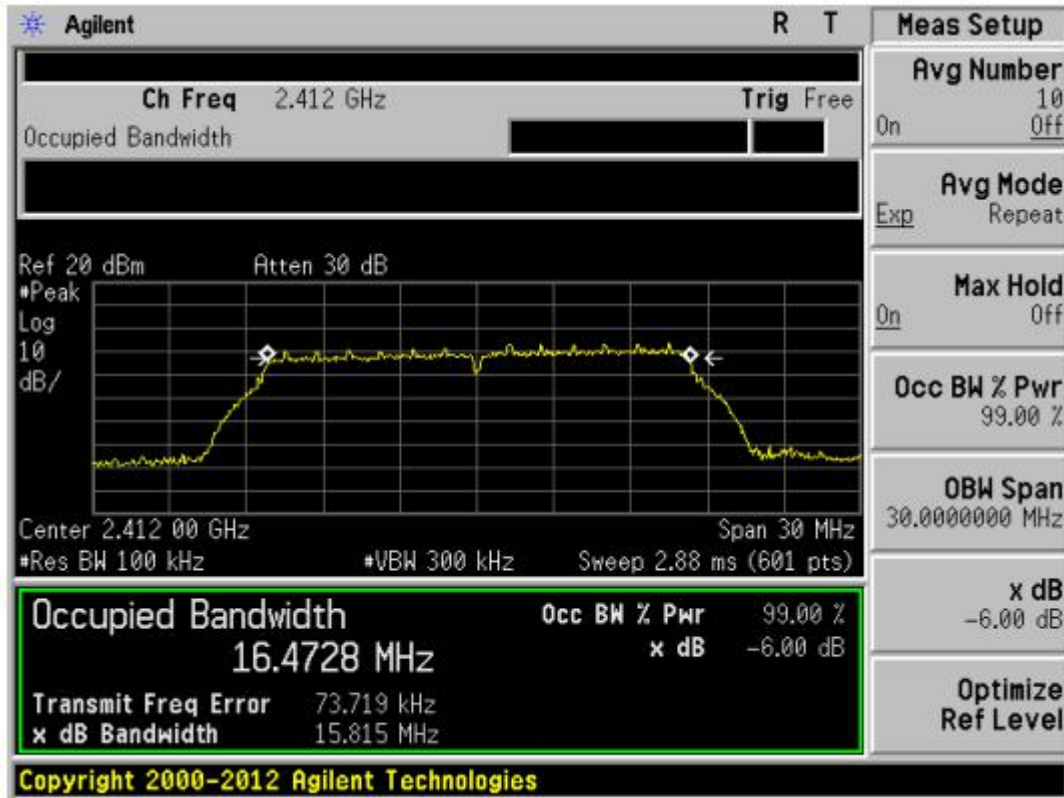 Agilent R T
Ch Freq 2.412 GHz Trig Free
Occupied Bandwidth
Ref 20 dBm Atten 30 dB
#Peak
Log
10
dB/
Center 2.412 00 GHz Span 30 MHz
#Res BW 100 kHz #VBW 300 kHz Sweep 2.88 ms (601 pts)
Occupied Bandwidth Occ BW % Pwr 99.00 %
16.4728 MHz x dB -6.00 dB
Transmit Freq Error 73.719 kHz
x dB Bandwidth 15.815 MHz
Copyright 2000-2012 Agilent Technologies
Meas Setup
Avg Number
10
On Off
Avg Mode
Exp Repeat
Max Hold
On Off
Occ BW % Pwr
99.00 %
OBW Span
30.0000000 MHz
x dB
-6.00 dB
Optimize
Ref Level